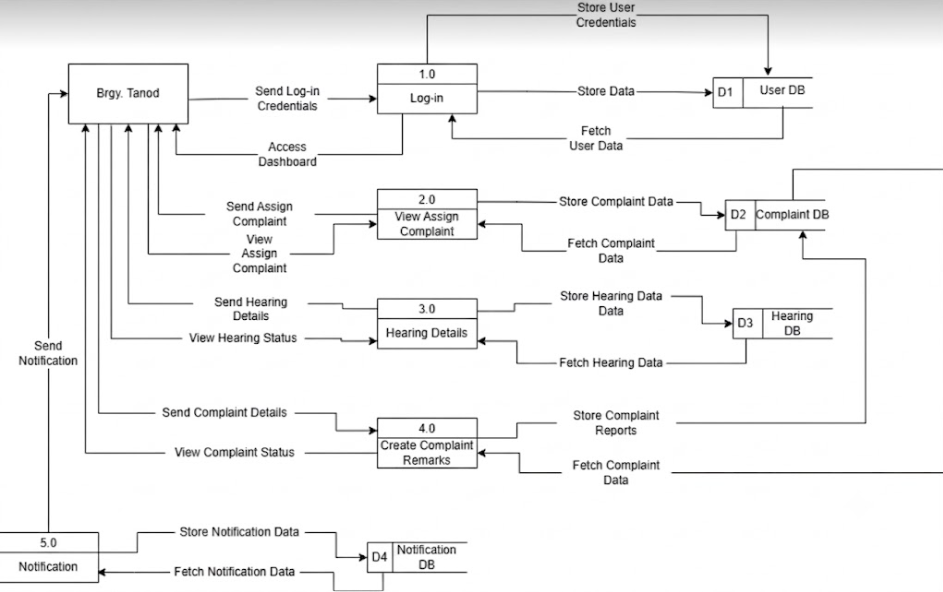 Store User
Credentials
1.0
Brgy. Tanod
Send Log-in
Credentials
Log-in
Store Data
D1
User DB
Fetch
User Data
Access
Dashboard
2.0
Send Assign
Complaint
View Assign
Complaint
Store Complaint Data
D2
Complaint DB
View
Assign
Complaint
Fetch Complaint
Data
Send Hearing
Details
3.0
Store Hearing Data
Data
D3
Hearing
DB
View Hearing Status
Hearing Details
Fetch Hearing Data
Send
Notification
Send Complaint Details
4.0
Store Complaint
Reports
View Complaint Status
Create Complaint
Remarks
Fetch Complaint
Data
5.0
Notification
Store Notification Data
D4
Notification
DB
Fetch Notification Data